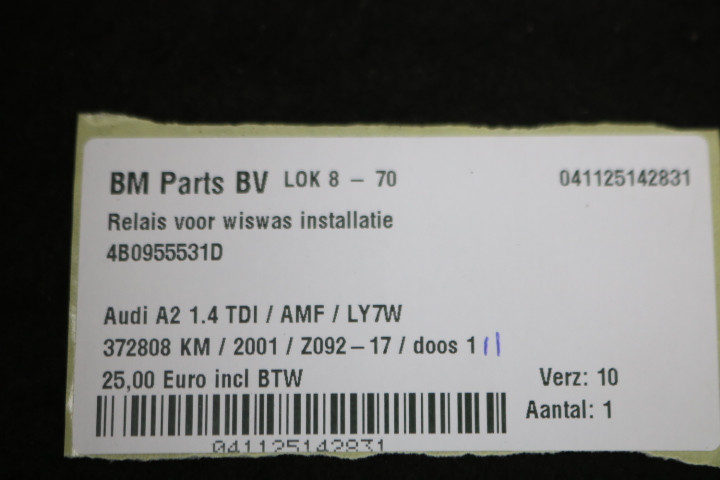 BM Parts BV LOK 8 - 70 041125142831
Relais voor wiswas installatie
4B0955531D
Audi A2 1.4 TDI / AMF / LY7W
372808 KM / 2001 / Z092-17 / doos 111
25,00 Euro incl BTW Verz: 10
Aantal: 1
041125142831